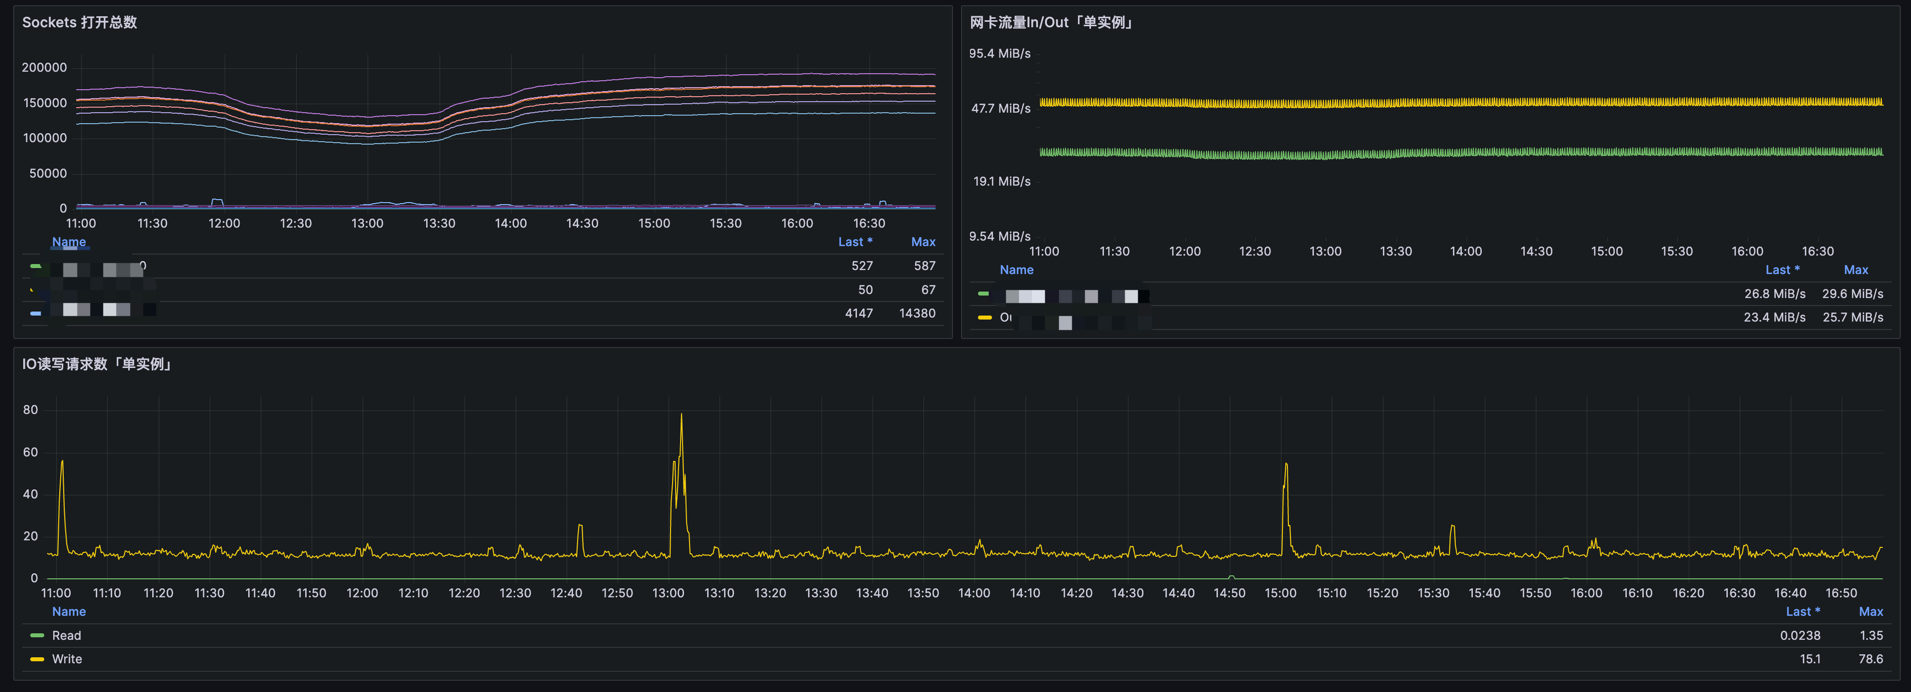 Sockets 打开总数
200000
150000
100000
50000
0
11:00 11:30 12:00 12:30 13:00 13:30 14:00 14:30 15:00 15:30 16:00 16:30
Name Last * Max
0 527 587
50 67
4147 14380
网卡流量In/Out「单实例」
95.4 MiB/s
47.7 MiB/s
19.1 MiB/s
9.54 MiB/s
11:00 11:30 12:00 12:30 13:00 13:30 14:00 14:30 15:00 15:30 16:00 16:30
Name Last * Max
26.8 MiB/s 29.6 MiB/s
23.4 MiB/s 25.7 MiB/s
IO读写请求数「单实例」
80
60
40
20
0
11:00 11:10 11:20 11:30 11:40 11:50 12:00 12:10 12:20 12:30 12:40 12:50 13:00 13:10 13:20 13:30 13:40 13:50 14:00 14:10 14:20 14:30 14:40 14:50 15:00 15:10 15:20 15:30 15:40 15:50 16:00 16:10 16:20 16:30 16:40 16:50
Name Last * Max
Read 0.0238 1.35
Write 15.1 78.6